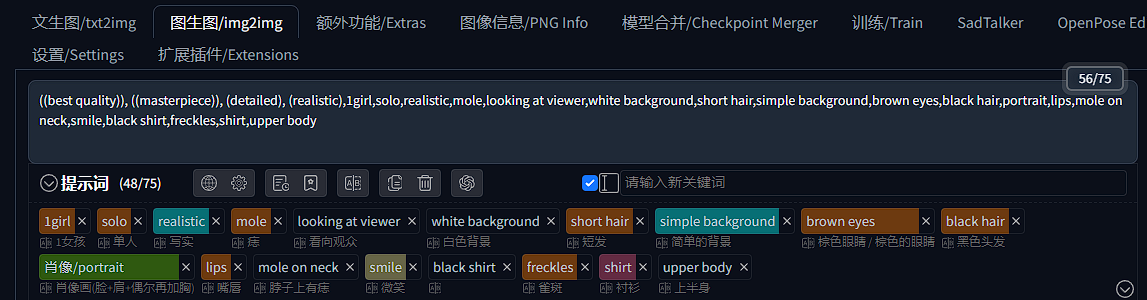 文生图/txt2img 图生图/img2img 额外功能/Extras 图像信息/PNG Info 模型合并/Checkpoint Merger 训练/Train SadTalker OpenPose Ed
设置/Settings 扩展插件/Extensions
56/75
((best quality)), ((masterpiece)), (detailed), (realistic),1girl,solo,realistic,mole,looking at viewer,white background,short hair,simple background,brown eyes,black hair,portrait,lips,mole on
neck,smile,black shirt,freckles,shirt,upper body
提示词 (48/75) 请输入新关键词
1girl × solo × realistic × mole × looking at viewer × white background × short hair × simple background × brown eyes × black hair ×
1女孩 单人 写实 痣 看向观众 白色背景 短发 简单的背景 棕色眼睛 / 棕色的眼睛 黑色头发
肖像/portrait × lips × mole on neck × smile × black shirt × freckles × shirt × upper body ×
肖像画(脸+肩+偶尔再加胸) 嘴唇 脖子上有痣 微笑 雀斑 衬衫 上半身